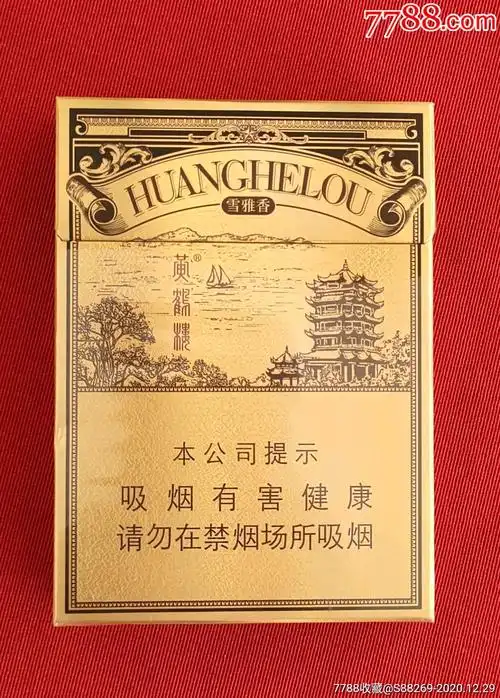 7788.com
HUANGHELOU
雪雅香
黄鹤楼®
本公司提示
吸烟有害健康
请勿在禁烟场所吸烟
7788收藏@S88269-2020.12.29